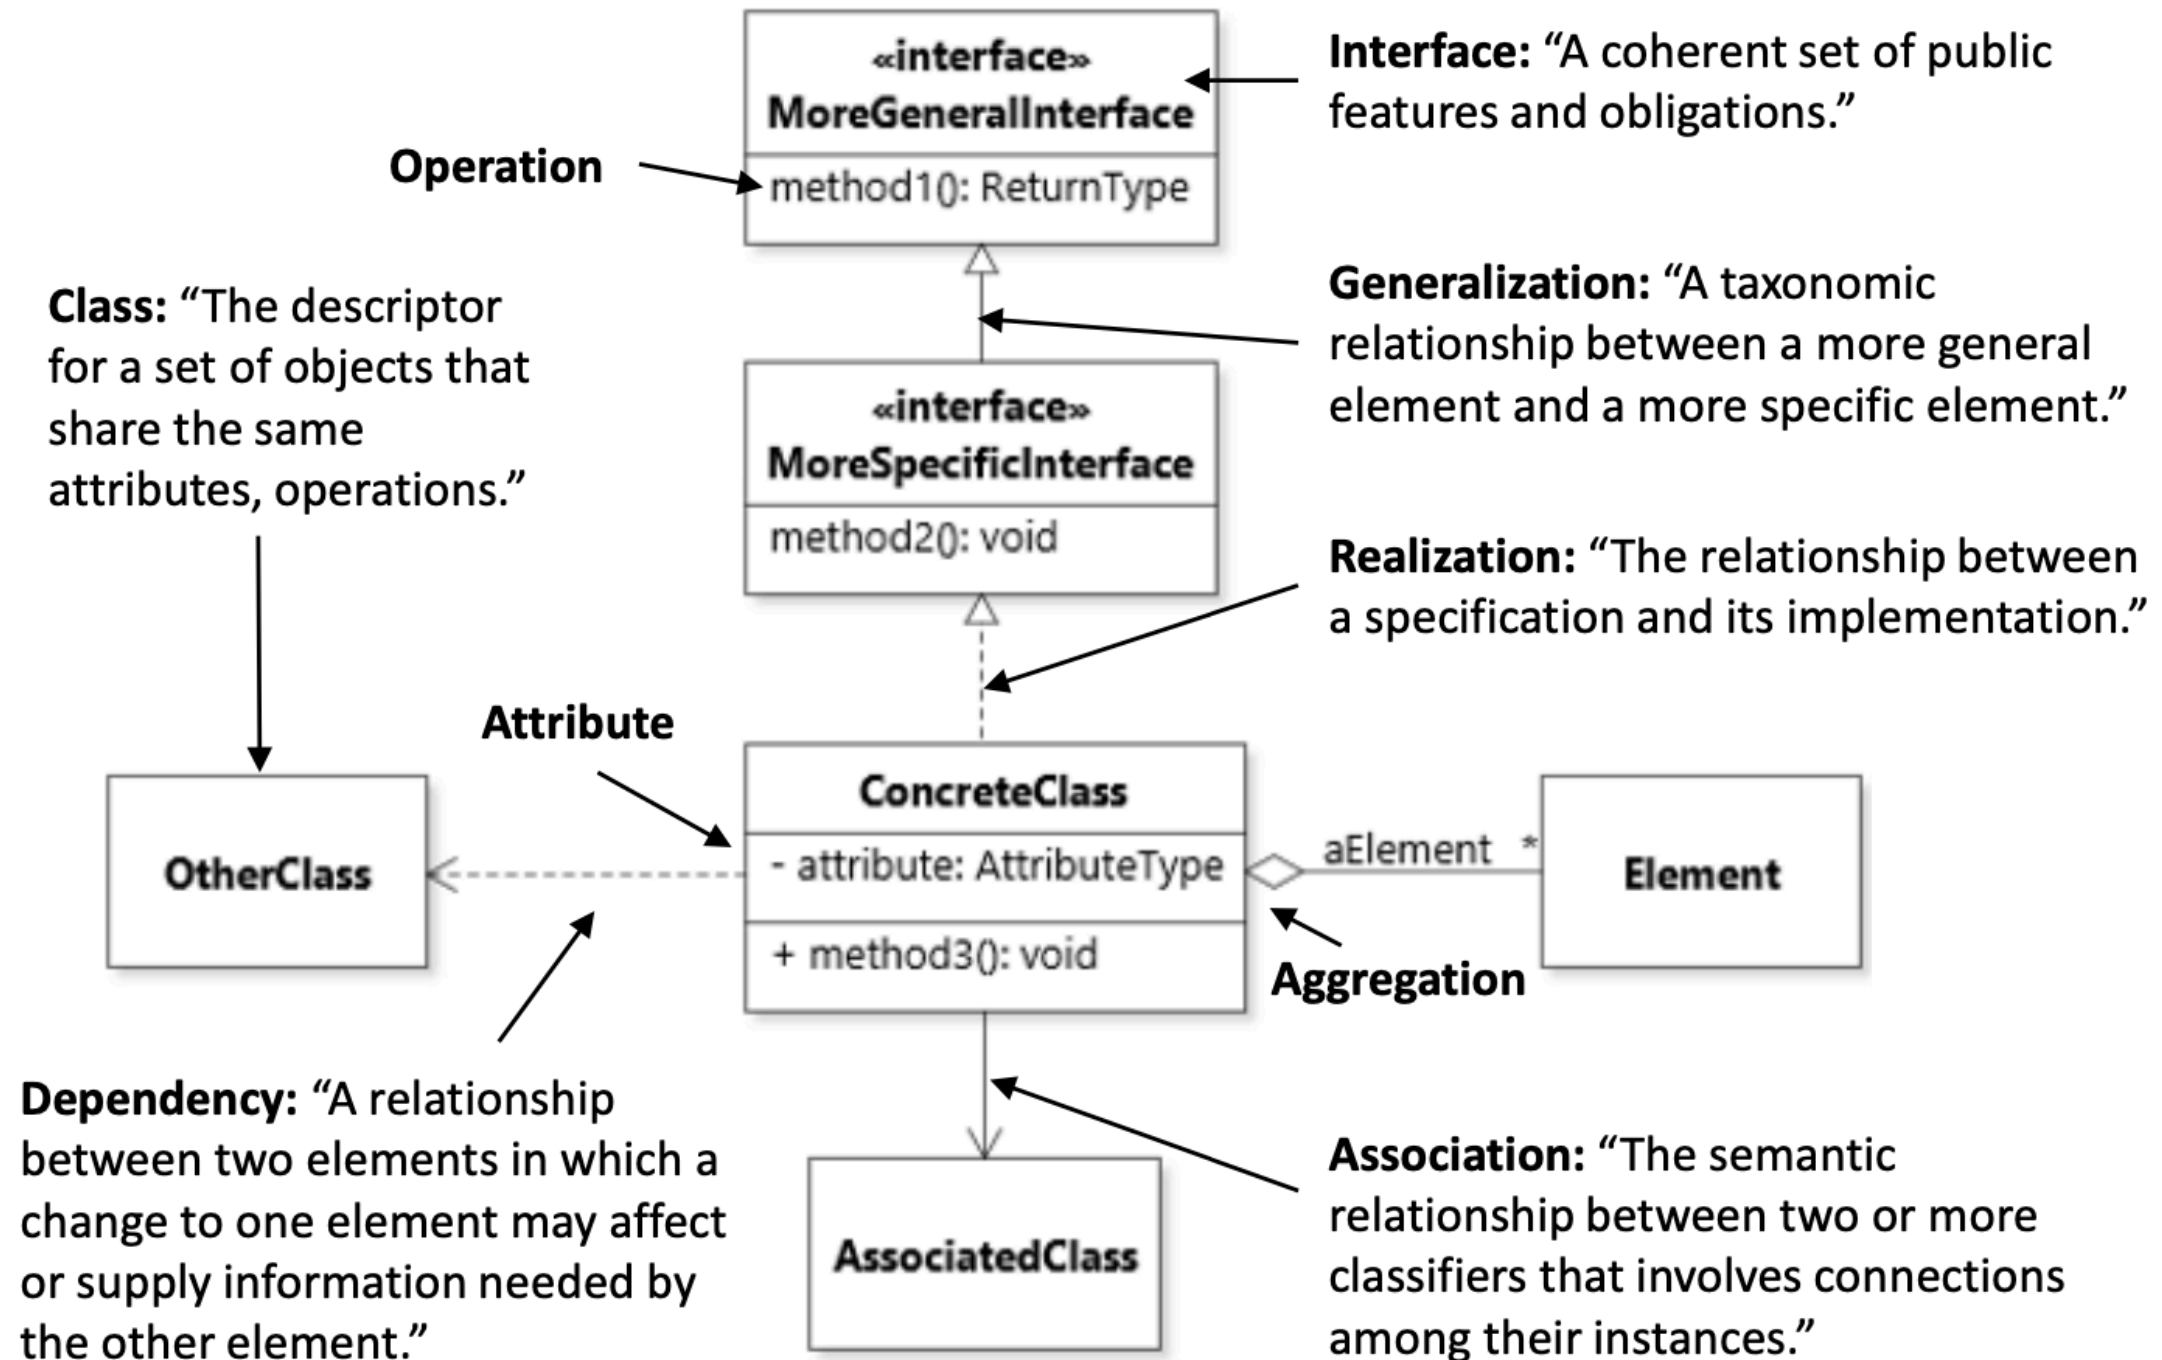 «interface»
MoreGeneralInterface
method1(): ReturnType
Interface: “A coherent set of public
features and obligations.”
Operation
Class: “The descriptor
for a set of objects that
share the same
attributes, operations.”
Generalization: “A taxonomic
relationship between a more general
element and a more specific element.”
«interface»
MoreSpecificInterface
method2(): void
Realization: “The relationship between
a specification and its implementation.”
Attribute
OtherClass
ConcreteClass
- attribute: AttributeType
+ method3(): void
aElement *
Element
Aggregation
Dependency: “A relationship
between two elements in which a
change to one element may affect
or supply information needed by
the other element.”
AssociatedClass
Association: “The semantic
relationship between two or more
classifiers that involves connections
among their instances.”